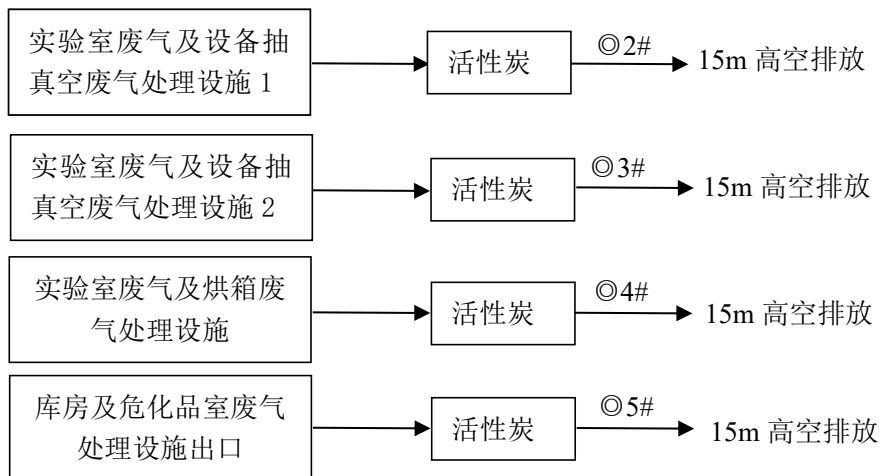 实验室废气及设备抽
真空废气处理设施 1
活性炭
◎2#
15m 高空排放
实验室废气及设备抽
真空废气处理设施 2
活性炭
◎3#
15m 高空排放
实验室废气及烘箱废
气处理设施
活性炭
◎4#
15m 高空排放
库房及危化品室废气
处理设施出口
活性炭
◎5#
15m 高空排放